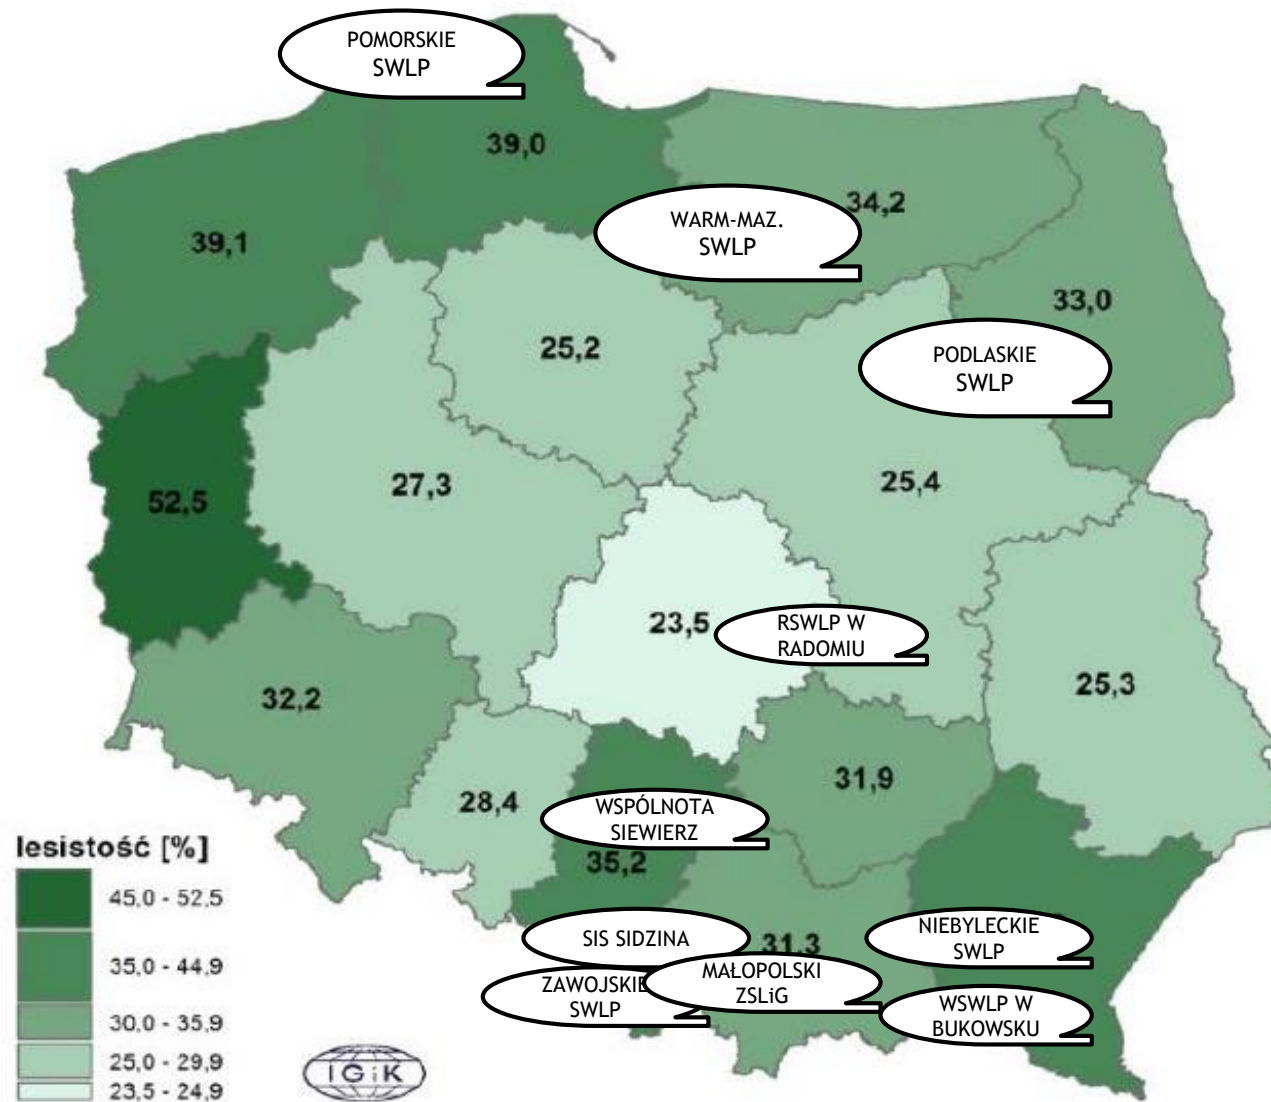 POMORSKIE
SWLP
39,0
34,2
WARM-MAZ.
SWLP
39,1
33,0
25,2
PODLASKIE
SWLP
27,3
25,4
52,5
23,5
RSWLP W
RADOMIU
25,3
32,2
31,9
28,4
WSPÓLNOTA
SIEWIERZ
35,2
lesistość [%]
45,0 - 52,5
35,0 - 44,9
30,0 - 35,9
25,0 - 29,9
23,5 - 24,9
SIS SIDZINA
31,3
NIEBYLECKIE
SWLP
ZAWOJSKIE
SWLP
MAŁOPOLSKI
ZSLiG
WSWLP W
BUKOWSKU
IGiK